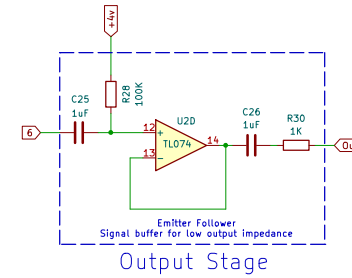 +4v
C25
1uF
R28
100K
U2D
TL074
12
13
14
+
-
C26
1uF
R30
1K
6
Ou
Emitter Follower
Signal buffer for low output impedance
Output Stage